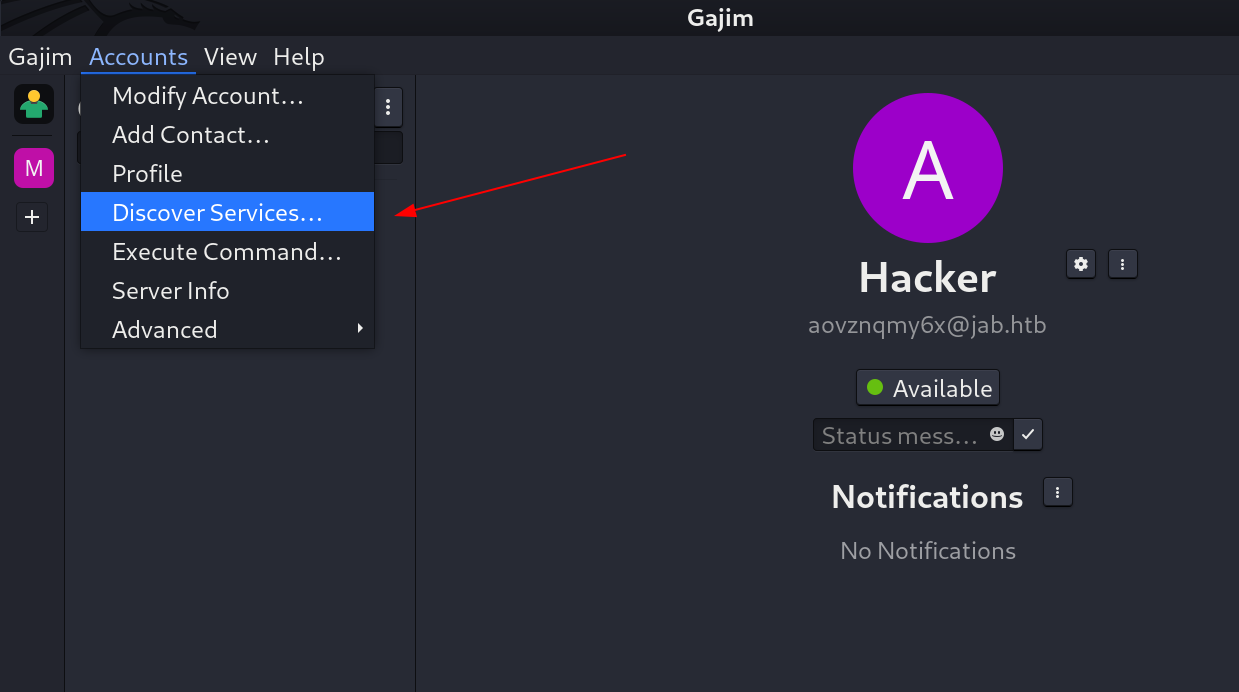 Gajim
Gajim Accounts View Help
Modify Account...
Add Contact...
Profile
Discover Services...
Execute Command...
Server Info
Advanced
M
+
A
Hacker
aovznqmy6x@jab.htb
Available
Status mess...
Notifications
No Notifications